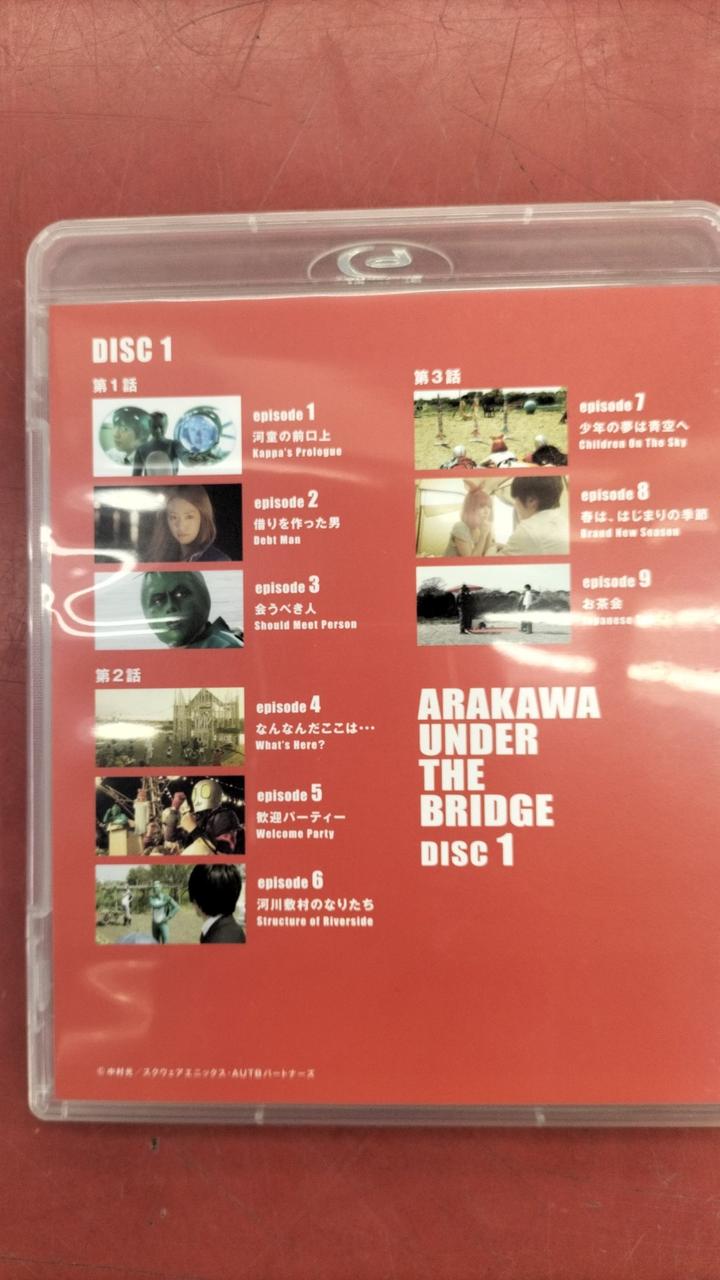 DISC 1
第1話
episode 1
河童の前口上
Kappa's Prologue
episode 2
借りを作った男
Debt Man
episode 3
会うべき人
Should Meet Person
第2話
episode 4
なんなんだここは･･･
What's Here?
episode 5
歓迎パーティー
Welcome Party
episode 6
河川敷村のなりたち
Structure of Riverside
第3話
episode 7
少年の夢は青空へ
Children On The Sky
episode 8
春は、はじまりの季節
Brand New Season
episode 9
お茶会
Japanese
ARAKAWA
UNDER
THE
BRIDGE
DISC 1
©中村光／スクウェアエニックス・AUTBパートナーズ